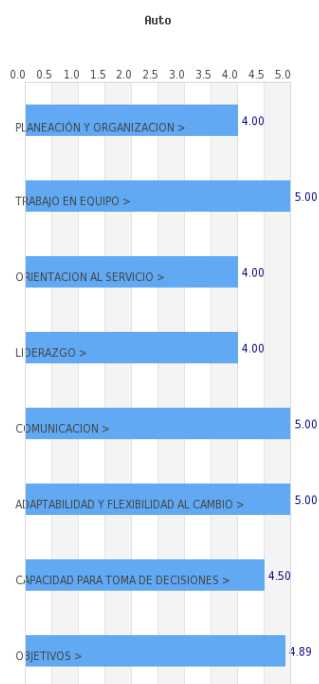 Auto
0.0 0.5 1.0 1.5 2.0 2.5 3.0 3.5 4.0 4.5 5.0
PLANEACIÓN Y ORGANIZACION > 4.00
TRABAJO EN EQUIPO > 5.00
ORIENTACION AL SERVICIO > 4.00
LIDERAZGO > 4.00
COMUNICACION > 5.00
ADAPTABILIDAD Y FLEXIBILIDAD AL CAMBIO > 5.00
CAPACIDAD PARA TOMA DE DECISIONES > 4.50
OBJETIVOS > 4.89